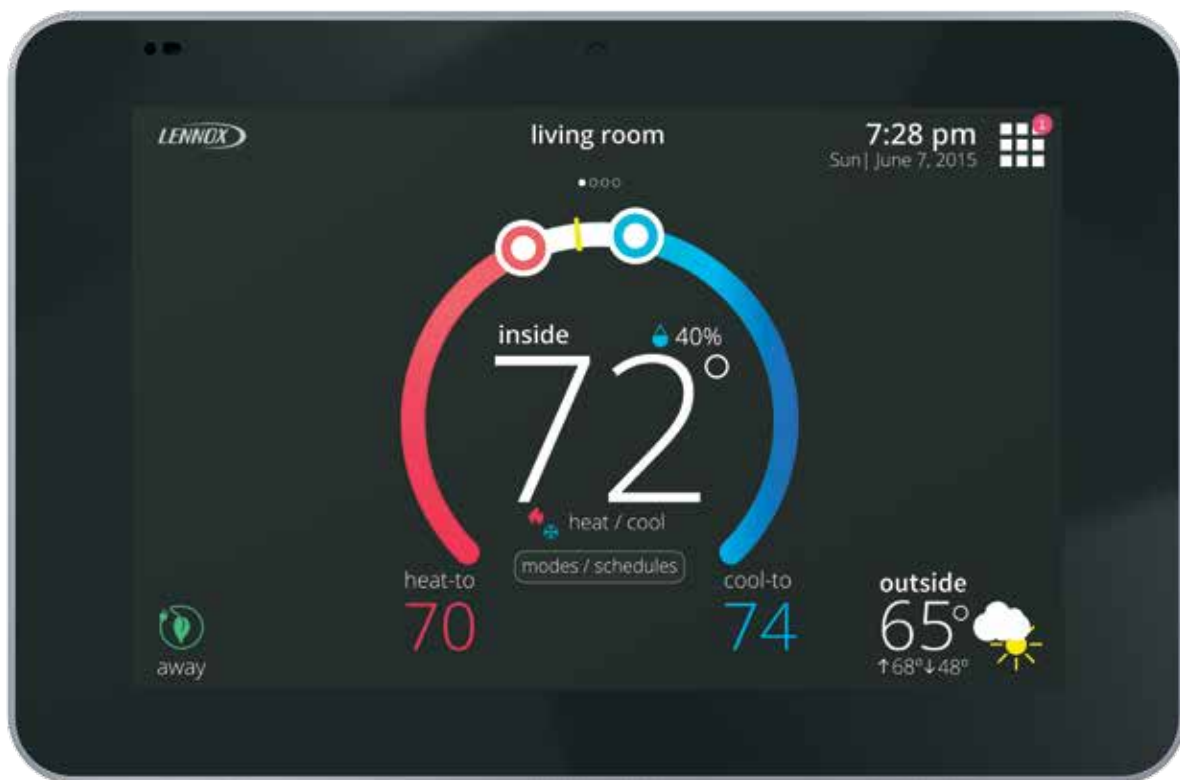 LENNOX
living room
7:28 pm
1
Sun| June 7, 2015
inside
40%
72°
heat / cool
modes / schedules
heat-to
70
cool-to
74
outside
65°
↑68°↓48°
away